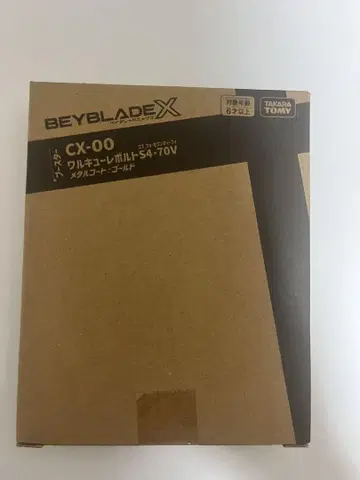 BEYBLADE X
対象年齢
6才以上
TAKARA
TOMY
ブースター
CX-00
ワルキューレボルトS4-70V
メタルコート:ゴールド